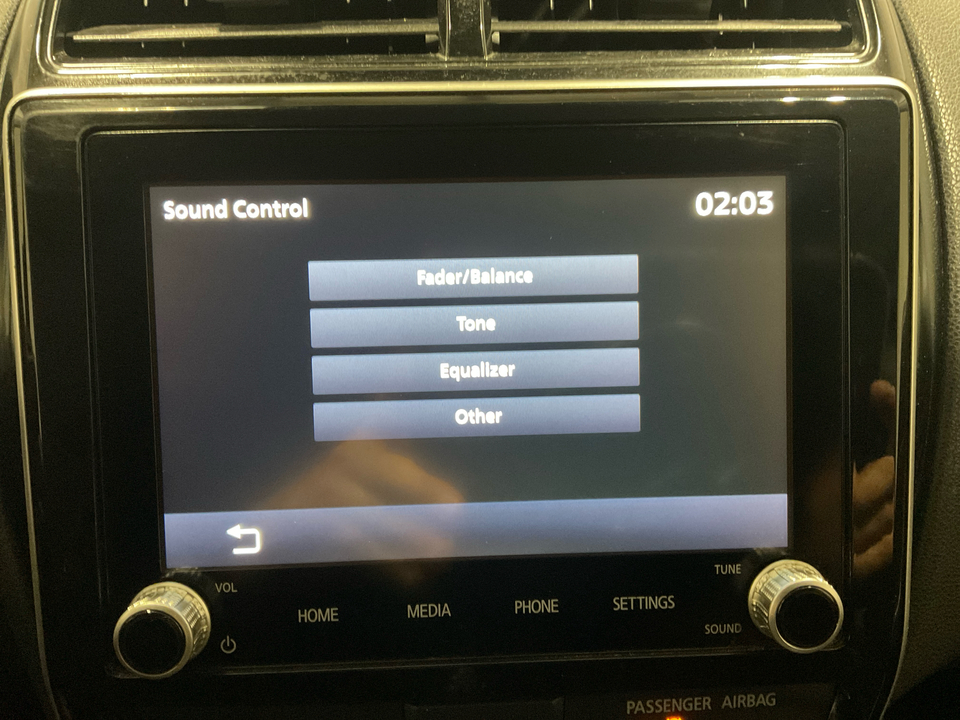 Sound Control
02:03
Fader/Balance
Tone
Equalizer
Other
VOL
TUNE
HOME
MEDIA
PHONE
SETTINGS
SOUND
PASSENGER AIRBAG